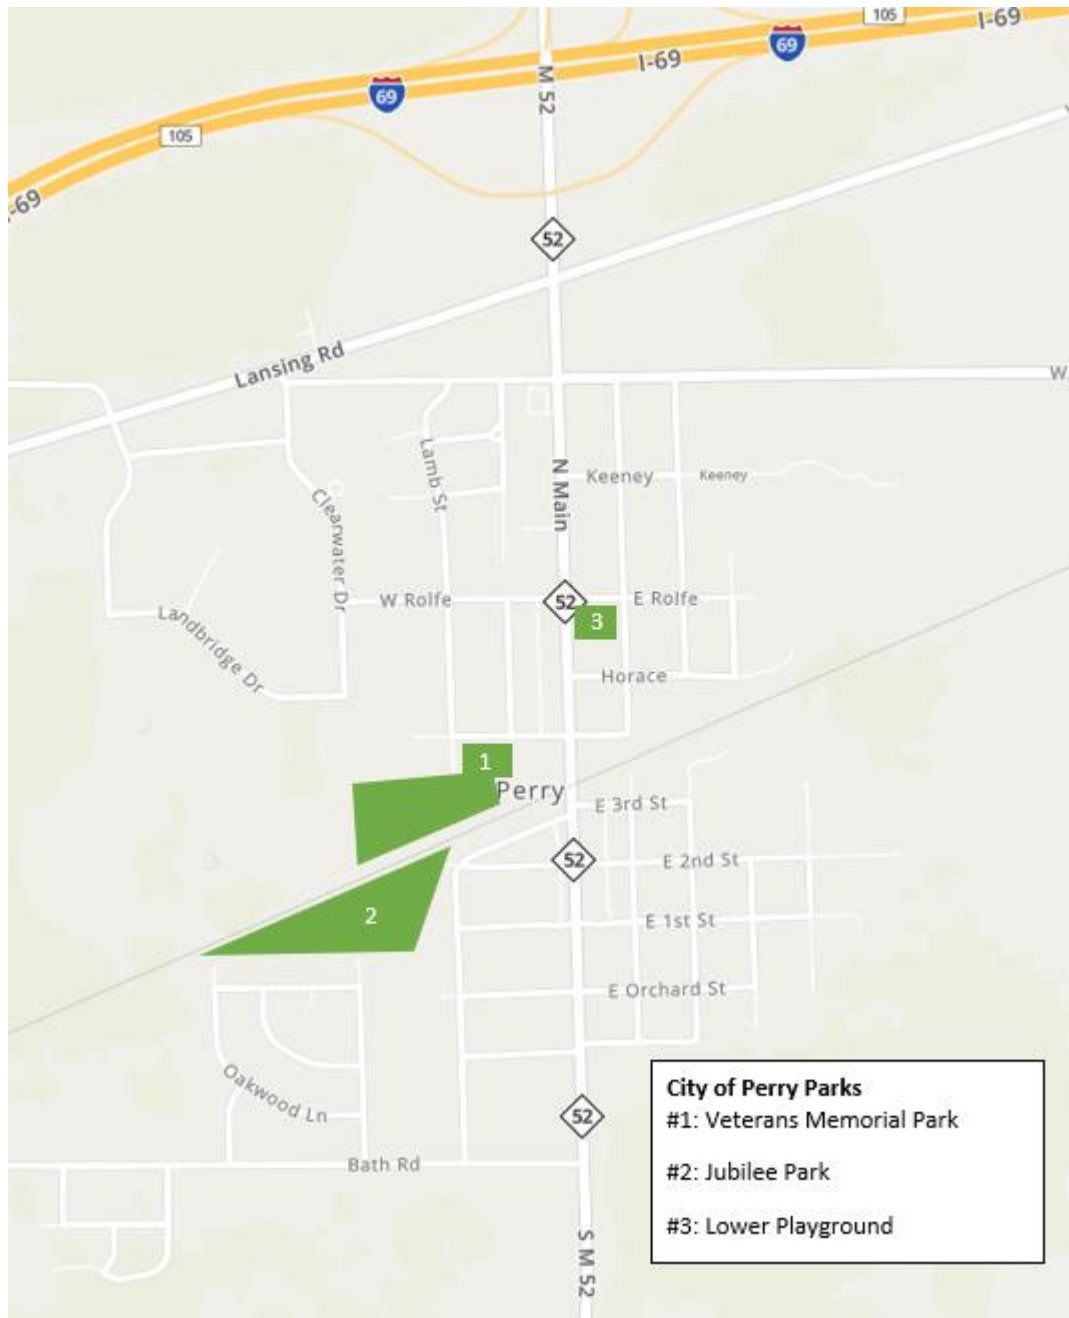 105
I-69
69
I-69
69
M 52
105
-69
52
Lansing Rd
W
Lamb St
N Main
Keeney
Keeney
Clearwater Dr
W Rolfe
52
E Rolfe
3
Landbridge Dr
Horace
1
Perry
E 3rd St
52
E 2nd St
2
E 1st St
E Orchard St
Oakwood Ln
52
Bath Rd
S M 52
City of Perry Parks
#1: Veterans Memorial Park
#2: Jubilee Park
#3: Lower Playground